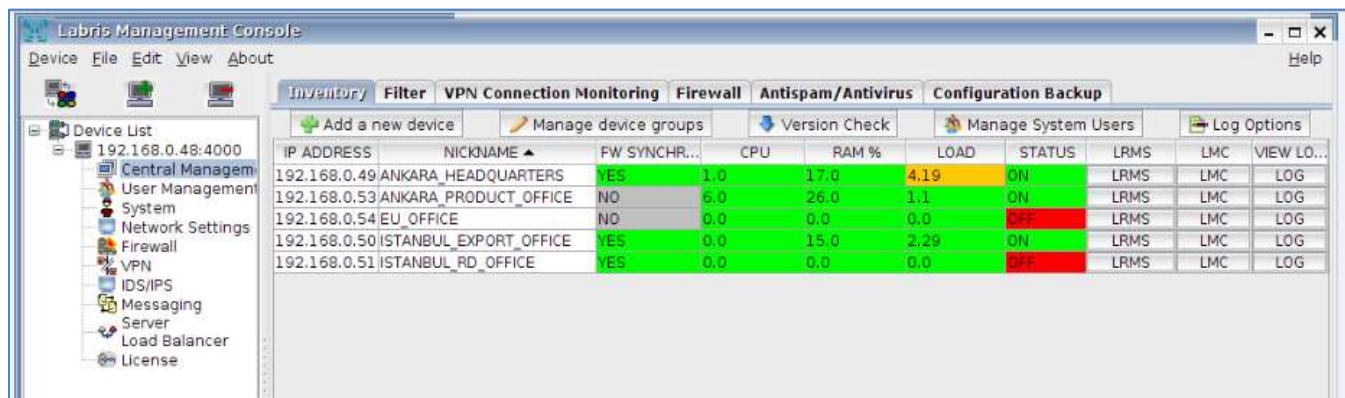 Labris Management Console
Device File Edit View About Help
Inventory Filter VPN Connection Monitoring Firewall Antispam/Antivirus Configuration Backup
Add a new device Manage device groups Version Check Manage System Users Log Options
Device List
192.168.0.48:4000
Central Managem
User Management
System
Network Settings
Firewall
VPN
IDS/IPS
Messaging
Server
Load Balancer
License
IP ADDRESS NICKNAME ▲ FW SYNCHR... CPU RAM % LOAD STATUS LRMS LMC VIEW LO...
192.168.0.49 ANKARA_HEADQUARTERS YES 1.0 17.0 4.19 ON LRMS LMC LOG
192.168.0.53 ANKARA_PRODUCT_OFFICE NO 6.0 26.0 1.1 ON LRMS LMC LOG
192.168.0.54 EU_OFFICE NO 0.0 0.0 0.0 OFF LRMS LMC LOG
192.168.0.50 ISTANBUL_EXPORT_OFFICE YES 0.0 15.0 2.29 ON LRMS LMC LOG
192.168.0.51 ISTANBUL_RD_OFFICE YES 0.0 0.0 0.0 OFF LRMS LMC LOG